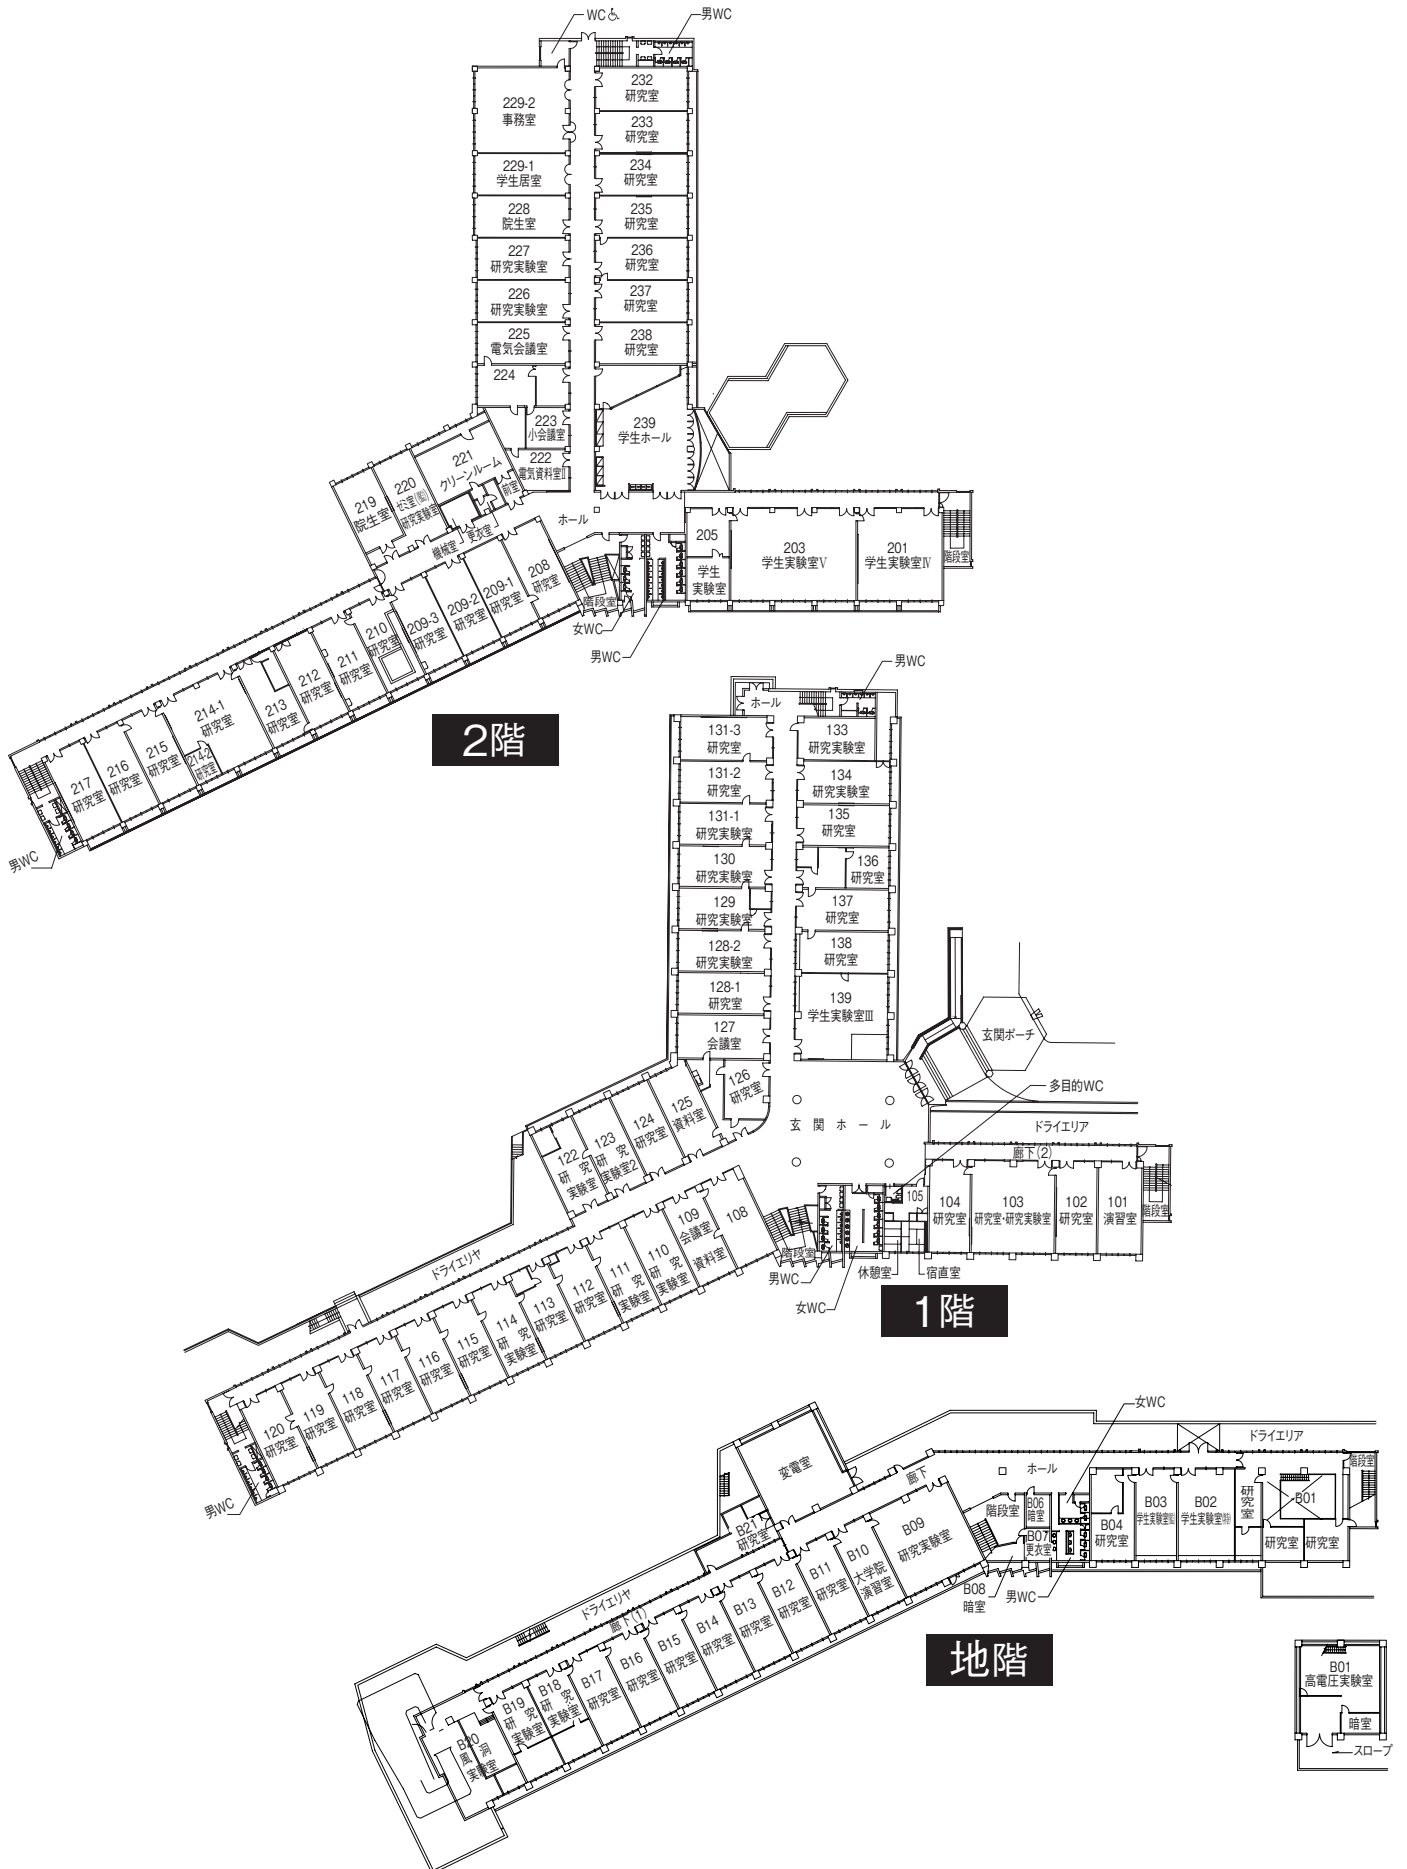 WC
男WC
229-2
事務室
232
研究室
233
研究室
229-1
学生居室
234
研究室
228
院生室
235
研究室
227
研究実験室
236
研究室
226
研究実験室
237
研究室
225
電気会議室
238
研究室
224
223
小会議室
239
学生ホール
222
電気資料室Ⅱ
221
クリーンルーム
前室
220
研究実験室
219
院生室
機械室
更衣室
ホール
205
学生
実験室
203
学生実験室Ⅴ
201
学生実験室Ⅳ
階段室
208
研究室
209-1
研究室
209-2
研究室
209-3
研究室
210
研究室
211
研究室
212
研究室
213
研究室
214-1
研究室
214-2
研究室
215
研究室
216
研究室
217
研究室
階段室
女WC
男WC
男WC
2階
男WC
ホール
131-3
研究室
133
研究実験室
131-2
研究室
134
研究実験室
131-1
研究実験室
135
研究室
130
研究実験室
136
研究室
129
研究実験室
137
研究室
128-2
研究実験室
138
研究室
128-1
研究室
139
学生実験室Ⅲ
127
会議室
玄関ポーチ
126
研究室
多目的WC
125
資料室
124
研究室
123
研究
実験室2
122
研究
実験室
玄関ホール
ドライエリア
廊下(2)
105
104
研究室
103
研究室・研究実験室
102
研究室
101
演習室
階段室
108
109
会議室
資料室
110
研究
実験室
111
研究
実験室
112
研究室
113
研究室
114
研究
実験室
115
研究室
116
研究室
117
研究室
118
研究室
119
研究室
120
研究室
ドライエリヤ
階段室
男WC
女WC
休憩室
宿直室
男WC
1階
女WC
ドライエリア
変電室
廊下
ホール
階段室
階段室
B06
暗室
B07
更衣室
B08
暗室
男WC
B04
研究室
B03
B02
研究室
B01
研究室
研究室
B21
研究室
B09
研究実験室
B10
大学院
演習室
B11
研究室
B12
研究室
B13
研究室
B14
研究室
B15
研究室
B16
研究室
B17
研究室
B18
研究
実験室
B19
研究
実験室
B20
風洞
実験室
ドライエリヤ
廊下(1)
地階
B01
高電圧実験室
暗室
スロープ